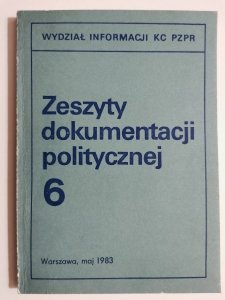 WYDZIAŁ INFORMACJI KC PZPR
Zeszyty
dokumentacji
politycznej
6
Warszawa, maj 1983